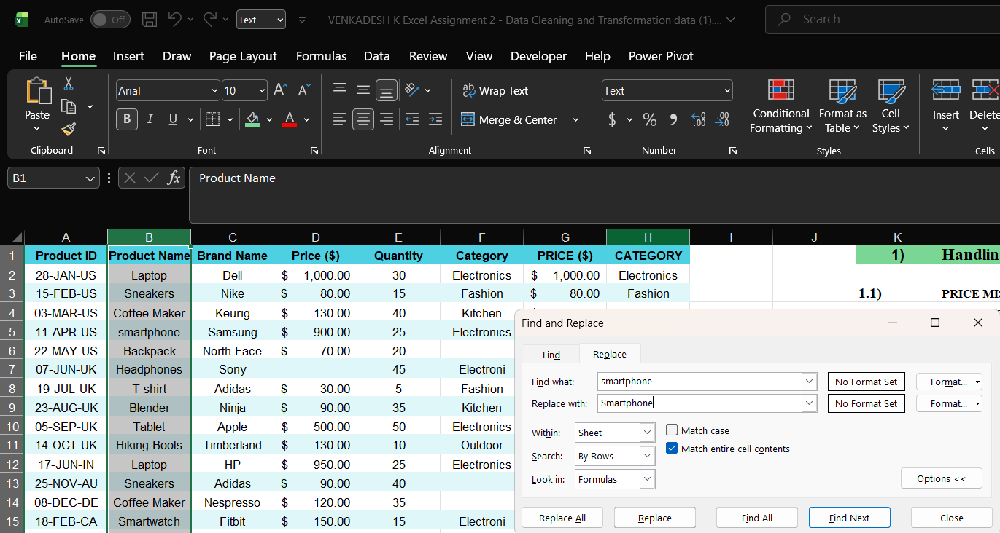 AutoSave Off Text VENKADESH K Excel Assignment 2 - Data Cleaning and Transformation data (1).... Search
File Home Insert Draw Page Layout Formulas Data Review View Developer Help Power Pivot
Paste
Clipboard
Arial 10
B I U
Font
ab Wrap Text
Merge & Center
Alignment
Text
$ % 9 .00 .00
Number
Conditional Formatting
Format as Table
Cell Styles
Styles
Insert Delete
Cells
B1 fx Product Name
A B C D E F G H I J K
1 Product ID Product Name Brand Name Price ($) Quantity Category PRICE ($) CATEGORY 1) Handlin
2 28-JAN-US Laptop Dell $ 1,000.00 30 Electronics $ 1,000.00 Electronics
3 15-FEB-US Sneakers Nike $ 80.00 15 Fashion $ 80.00 Fashion 1.1) PRICE MIS
4 03-MAR-US Coffee Maker Keurig $ 130.00 40 Kitchen
5 11-APR-US smartphone Samsung $ 900.00 25 Electronics
6 22-MAY-US Backpack North Face $ 70.00 20
7 07-JUN-UK Headphones Sony 45 Electroni
8 19-JUL-UK T-shirt Adidas $ 30.00 5 Fashion
9 23-AUG-UK Blender Ninja $ 90.00 35 Kitchen
10 05-SEP-UK Tablet Apple $ 500.00 50 Electronics
11 14-OCT-UK Hiking Boots Timberland $ 130.00 10 Outdoor
12 17-JUN-IN Laptop HP $ 950.00 25 Electronics
13 25-NOV-AU Sneakers Adidas $ 90.00 40
14 08-DEC-DE Coffee Maker Nespresso $ 120.00 35
15 18-FEB-CA Smartwatch Fitbit $ 150.00 15 Electroni
Find and Replace
Find Replace
Find what: smartphone No Format Set Format...
Replace with: Smartphone No Format Set Format...
Within: Sheet Match case
Search: By Rows Match entire cell contents
Look in: Formulas Options <<
Replace All Replace Find All Find Next Close